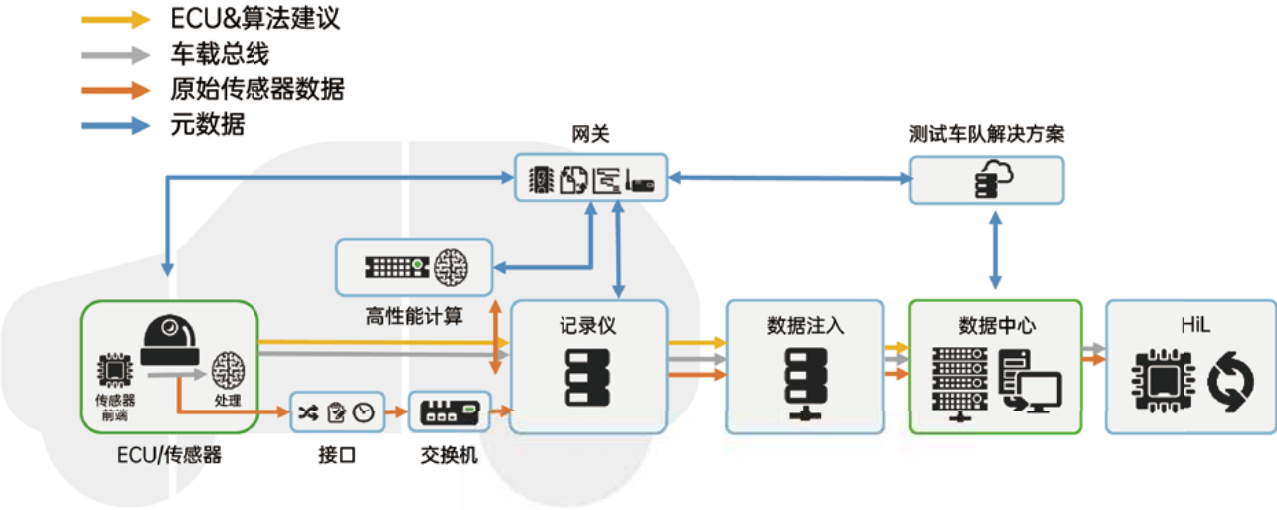 ECU&算法建议
车载总线
原始传感器数据
元数据
网关
测试车队解决方案
高性能计算
记录仪
数据注入
数据中心
HiL
传感器
前端
处理
ECU/传感器
接口
交换机